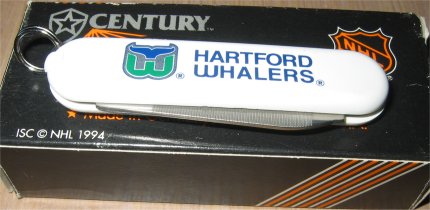 CENTURY®
NHL
HARTFORD
® WHALERS®
Made in
ISC © NHL 1994